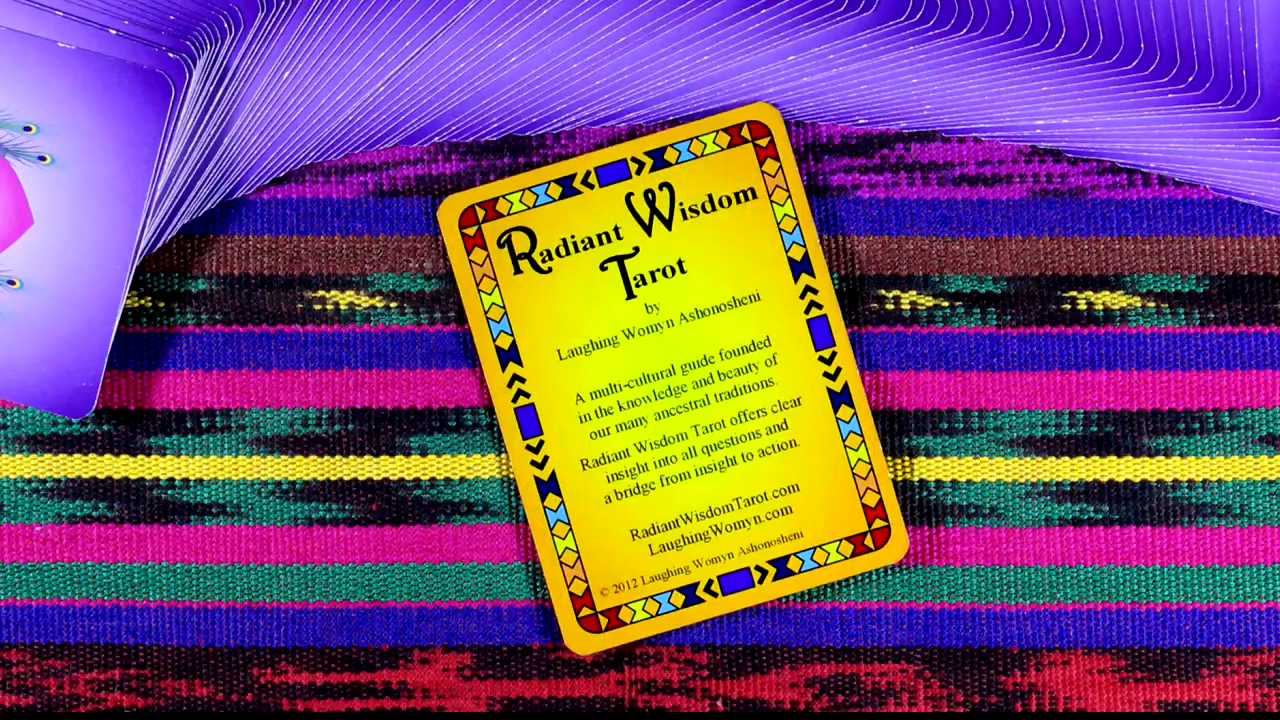 Radiant Wisdom
Tarot
by
Laughing Womyn Ashonosheni
A multi-cultural guide founded
in the knowledge and beauty of
our many ancestral traditions.
Radiant Wisdom Tarot offers clear
insight into all questions and
a bridge from insight to action.
RadiantWisdomTarot.com
LaughingWomyn.com
© 2012 Laughing Womyn Ashonosheni